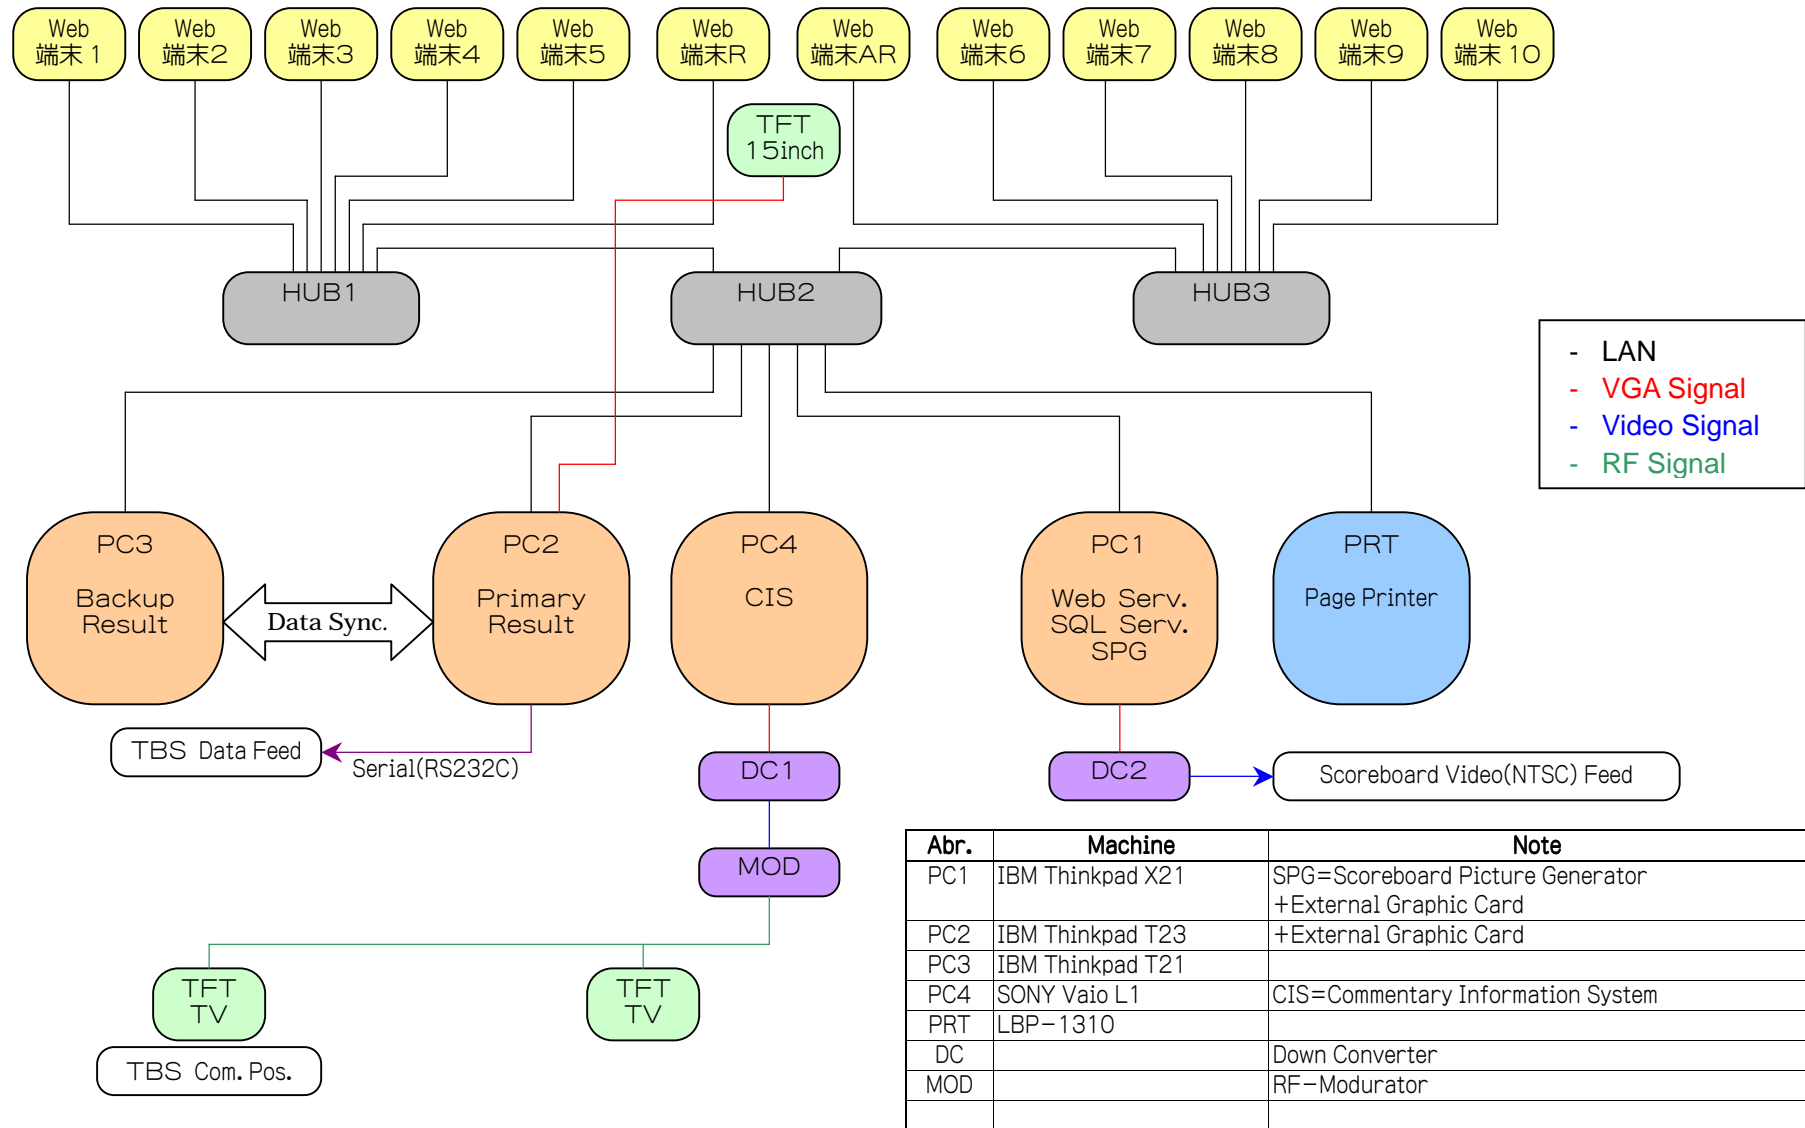 Web
端末１
Web
端末２
Web
端末３
Web
端末４
Web
端末５
Web
端末R
Web
端末AR
Web
端末６
Web
端末７
Web
端末８
Web
端末９
Web
端末１０
TFT
15inch
HUB1
HUB2
HUB3
- LAN
- VGA Signal
- Video Signal
- RF Signal
PC3
Backup
Result
Data Sync.
PC2
Primary
Result
PC4
CIS
PC1
Web Serv.
SQL Serv.
SPG
PRT
Page Printer
TBS Data Feed
Serial(RS232C)
DC1
DC2
Scoreboard Video(NTSC) Feed
MOD
TFT
TV
TFT
TV
TBS Com. Pos.
Abr. Machine Note
PC1 IBM Thinkpad X21 SPG=Scoreboard Picture Generator
+External Graphic Card
PC2 IBM Thinkpad T23 +External Graphic Card
PC3 IBM Thinkpad T21
PC4 SONY Vaio L1 CIS=Commentary Information System
PRT LBP-1310
DC Down Converter
MOD RF-Modurator